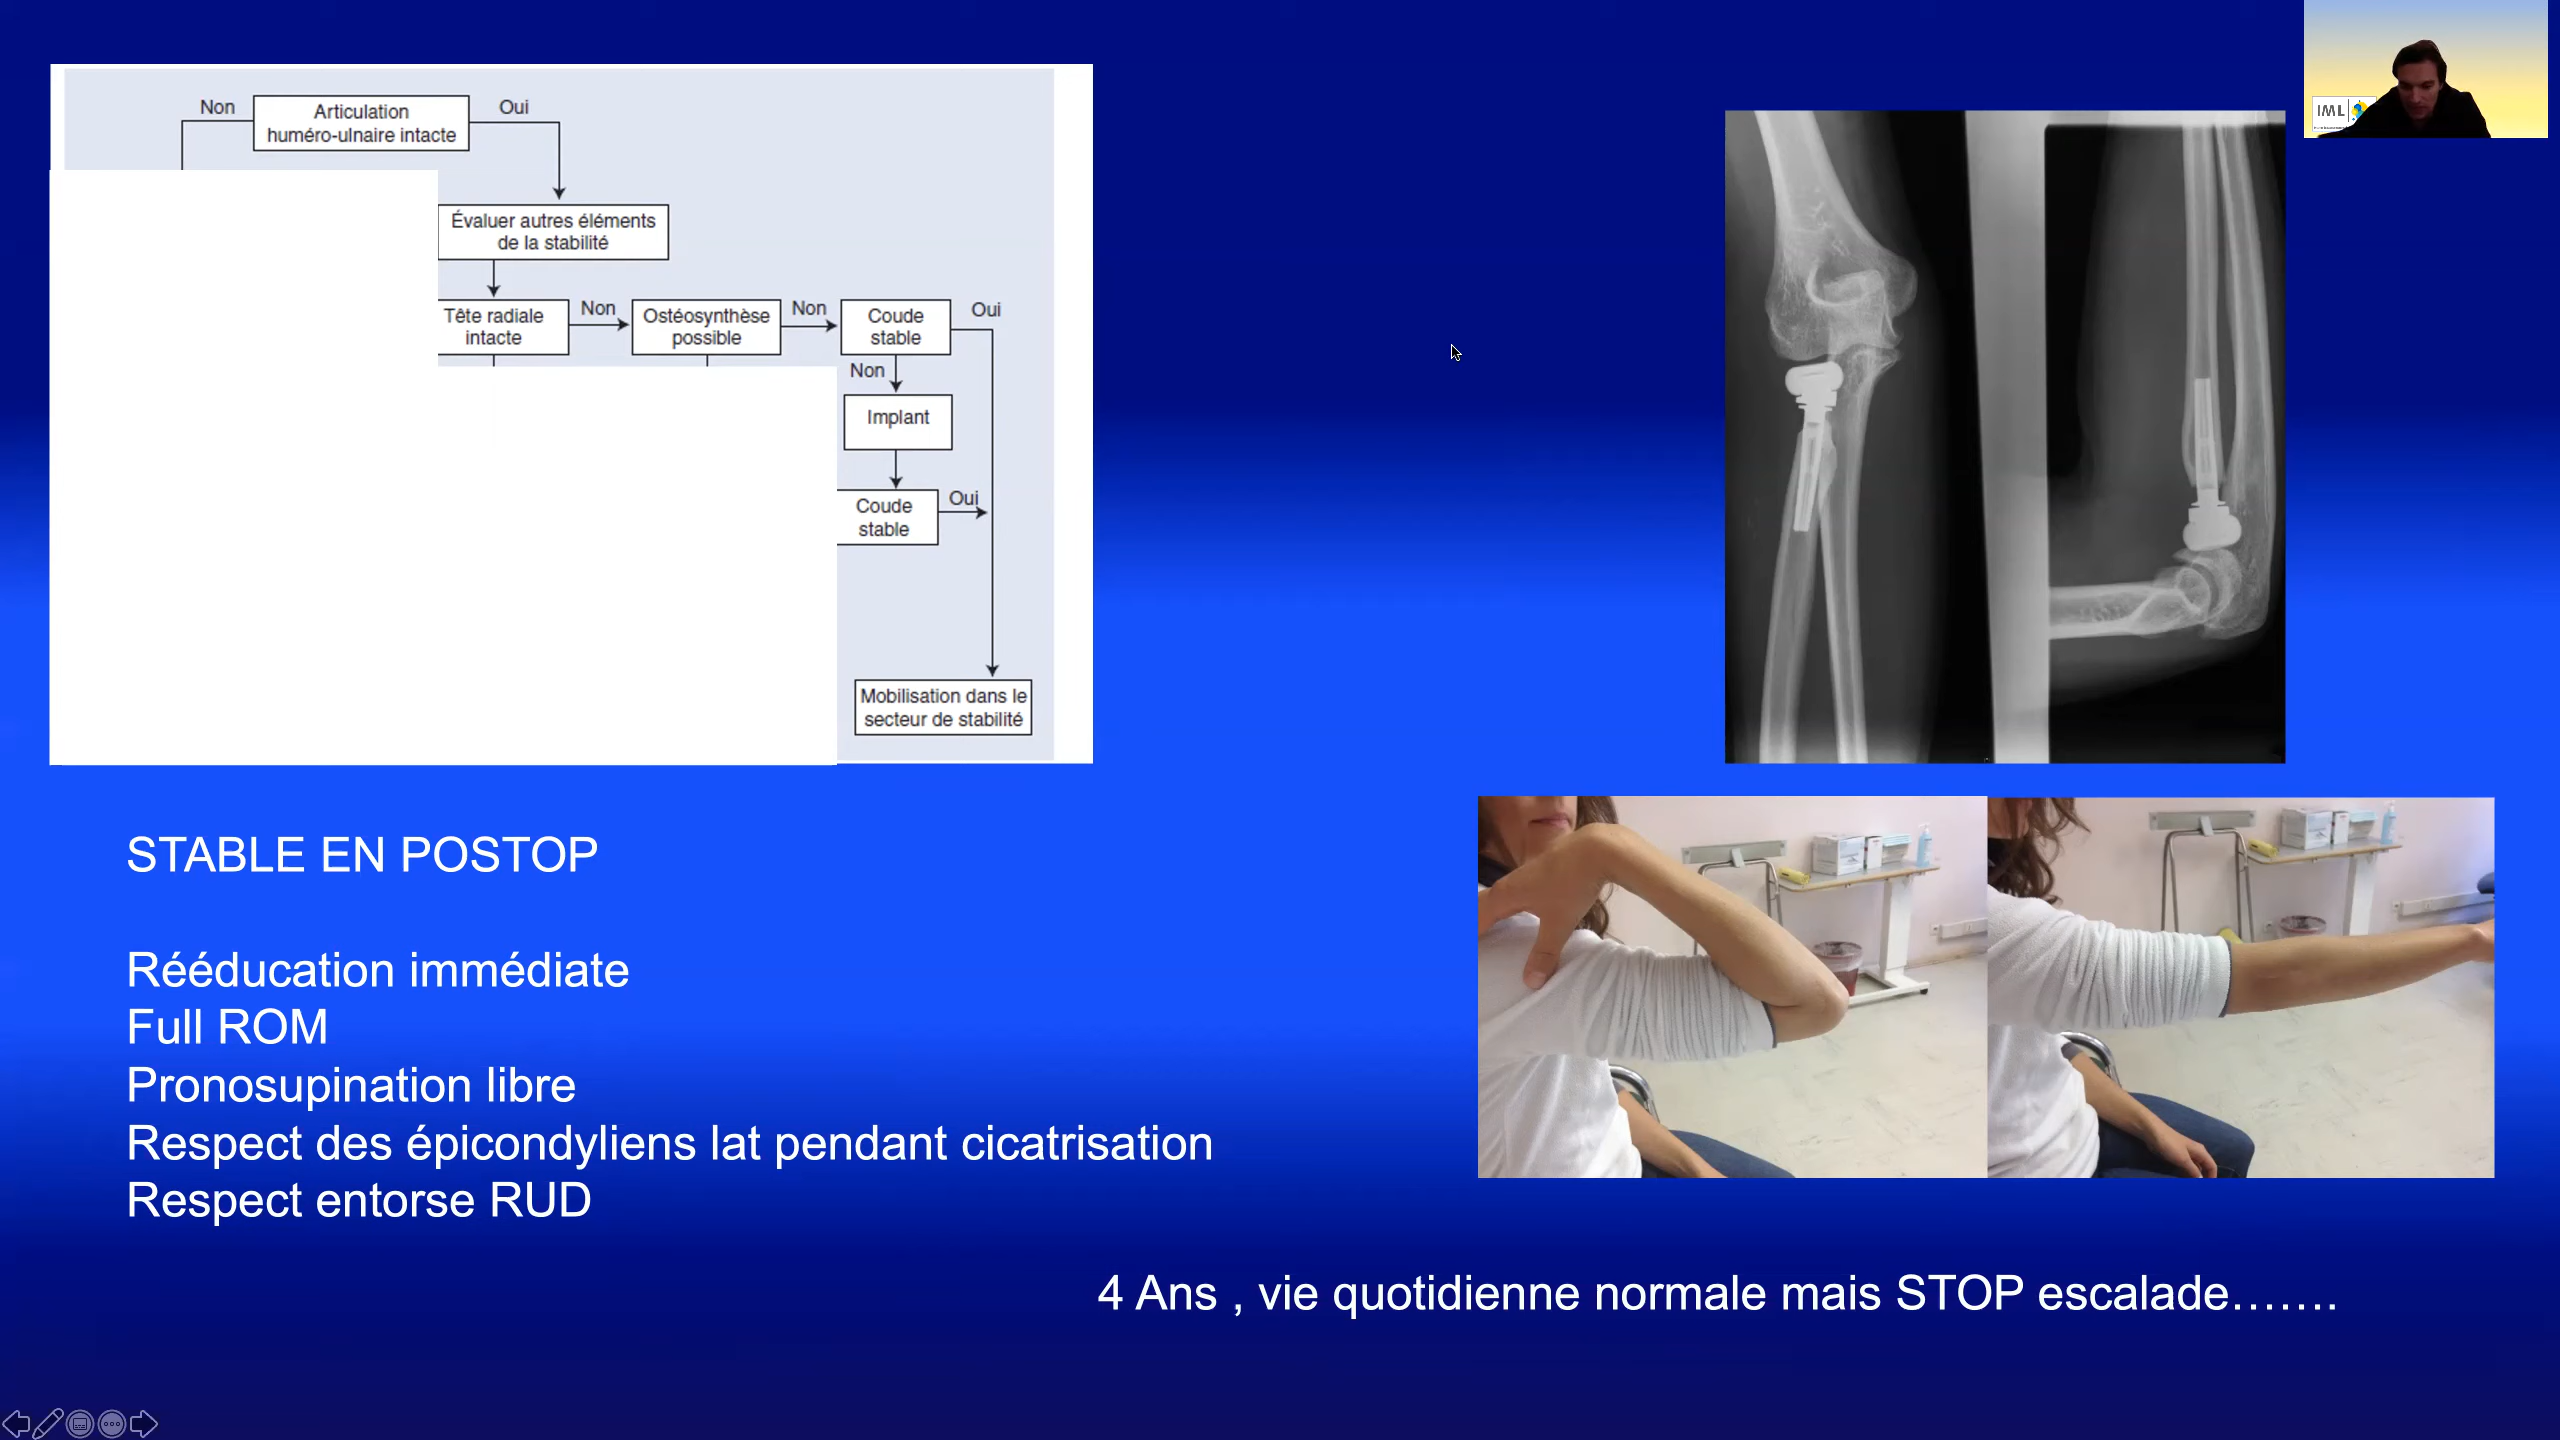 Non
Articulation
huméro-ulnaire intacte
Oui
Évaluer autres éléments
de la stabilité
Tête radiale
intacte
Non
Ostéosynthèse
possible
Non
Coude
stable
Oui
Non
Implant
Coude
stable
Oui
Mobilisation dans le
secteur de stabilité
IML
STABLE EN POSTOP
Rééducation immédiate
Full ROM
Pronosupination libre
Respect des épicondyliens lat pendant cicatrisation
Respect entorse RUD
4 Ans , vie quotidienne normale mais STOP escalade.......